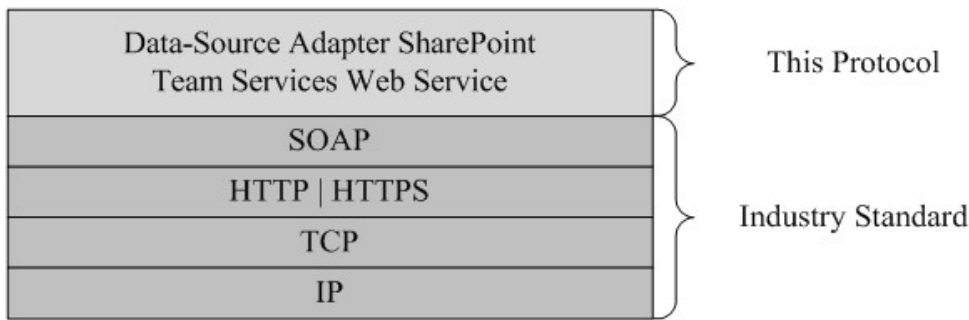 Data-Source Adapter SharePoint
Team Services Web Service
This Protocol
SOAP
HTTP | HTTPS
TCP
IP
Industry Standard